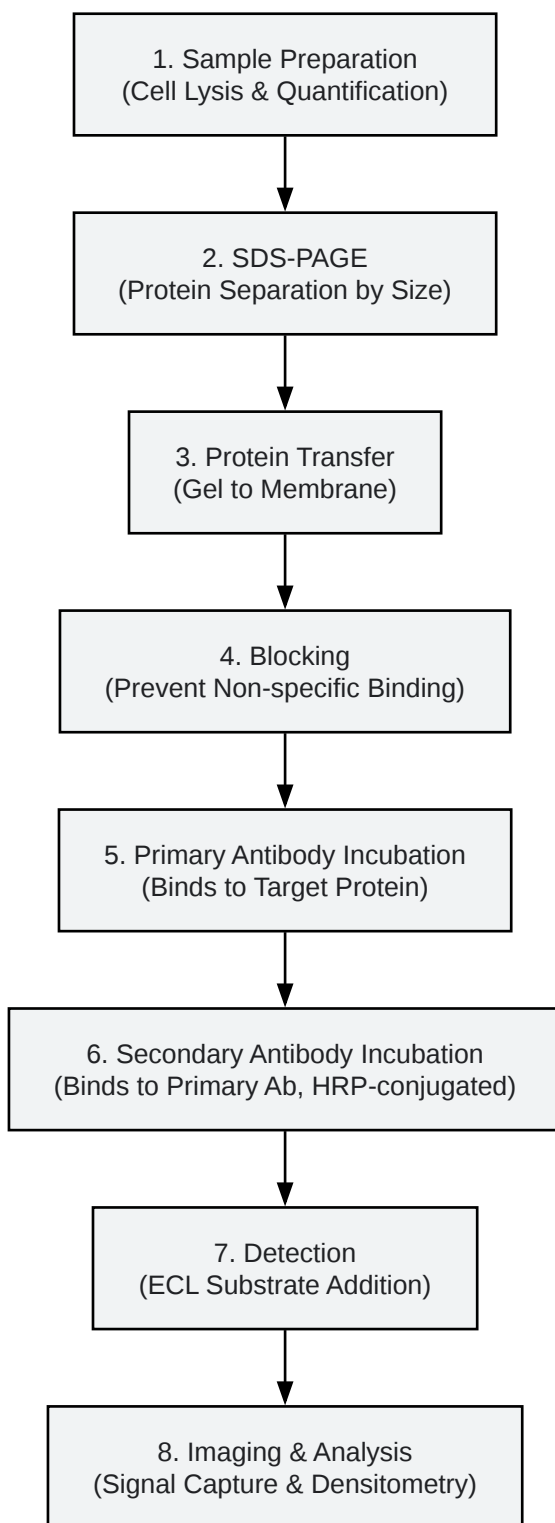 1. Sample Preparation
(Cell Lysis & Quantification)
2. SDS-PAGE
(Protein Separation by Size)
3. Protein Transfer
(Gel to Membrane)
4. Blocking
(Prevent Non-specific Binding)
5. Primary Antibody Incubation
(Binds to Target Protein)
6. Secondary Antibody Incubation
(Binds to Primary Ab, HRP-conjugated)
7. Detection
(ECL Substrate Addition)
8. Imaging & Analysis
(Signal Capture & Densitometry)